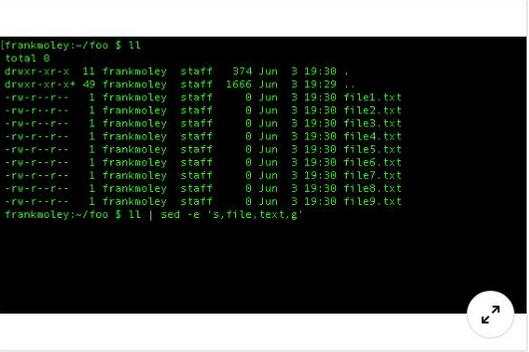 [frankmoley:~/foo $ ll
total 0
drwxr-xr-x  11 frankmoley  staff   374 Jun  3 19:30 .
drwxr-xr-x+ 49 frankmoley  staff  1666 Jun  3 19:29 ..
-rw-r--r--   1 frankmoley  staff     0 Jun  3 19:30 file1.txt
-rw-r--r--   1 frankmoley  staff     0 Jun  3 19:30 file2.txt
-rw-r--r--   1 frankmoley  staff     0 Jun  3 19:30 file3.txt
-rw-r--r--   1 frankmoley  staff     0 Jun  3 19:30 file4.txt
-rw-r--r--   1 frankmoley  staff     0 Jun  3 19:30 file5.txt
-rw-r--r--   1 frankmoley  staff     0 Jun  3 19:30 file6.txt
-rw-r--r--   1 frankmoley  staff     0 Jun  3 19:30 file7.txt
-rw-r--r--   1 frankmoley  staff     0 Jun  3 19:30 file8.txt
-rw-r--r--   1 frankmoley  staff     0 Jun  3 19:30 file9.txt
frankmoley:~/foo $ ll | sed -e 's,file,text,g'